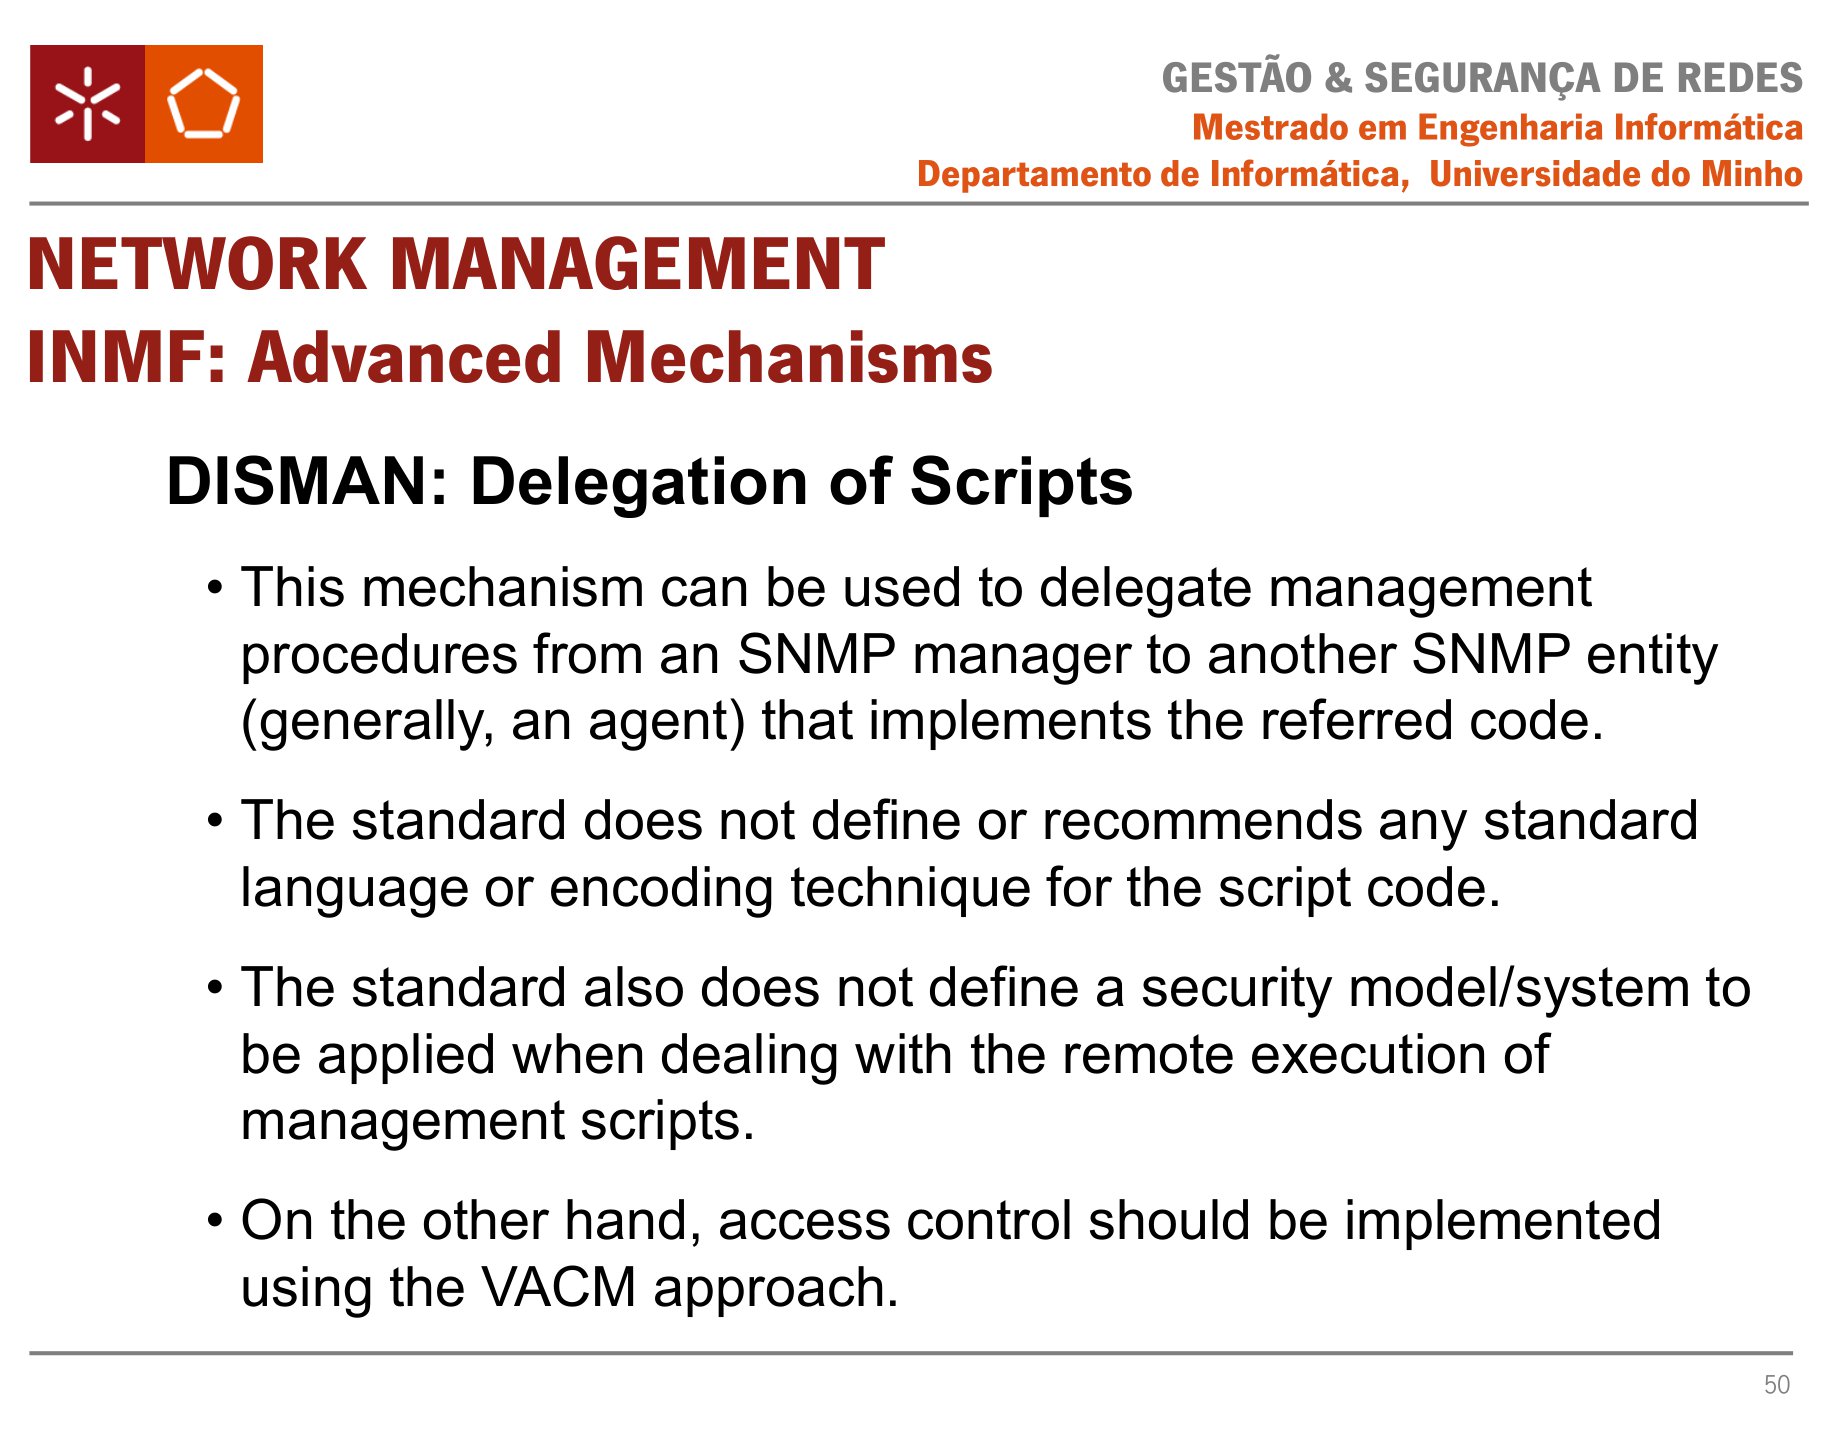 GESTÃO & SEGURANÇA DE REDES
Mestrado em Engenharia Informática
Departamento de Informática, Universidade do Minho
NETWORK MANAGEMENT
INMF: Advanced Mechanisms
DISMAN: Delegation of Scripts
• This mechanism can be used to delegate management
procedures from an SNMP manager to another SNMP entity
(generally, an agent) that implements the referred code.
• The standard does not define or recommends any standard
language or encoding technique for the script code.
• The standard also does not define a security model/system to
be applied when dealing with the remote execution of
management scripts.
• On the other hand, access control should be implemented
using the VACM approach.
50